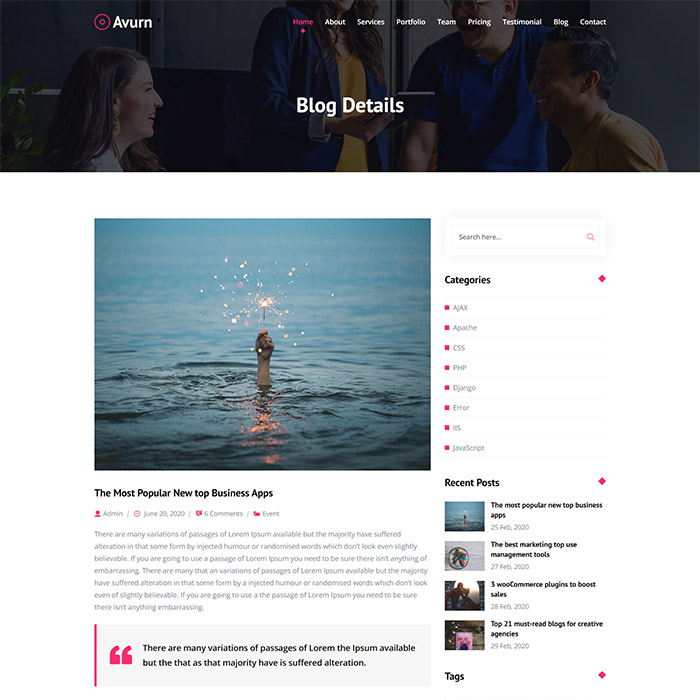 Avurn
Home About Services Portfolio Team Pricing Testimonial Blog Contact
Blog Details
The Most Popular New top Business Apps
Admin / June 20, 2020 / 6 Comments / Event
There are many variations of passages of Lorem Ipsum available but the majority have suffered
alteration in that some form by injected humour or randomised words which don't look even slightly
believable. If you are going to use a passage of Lorem Ipsum you need to be sure there isn't anything of
embarrassing. There are many that an variations of passages of Lorem Ipsum available but the majority
have suffered alteration in that some form by injected humour or randomised words which don't look
even slightly believable. If you are going to use a the passage of Lorem Ipsum you need to be sure
there isn't anything embarrassing.
There are many variations of passages of Lorem the Ipsum available
but the that as that majority have is suffered alteration.
Search here...
Categories
AJAX
Apache
CSS
PHP
Django
Error
IIS
JavaScript
Recent Posts
The most popular new top business
apps
25 Feb, 2020
The best marketing top use
management tools
27 Feb, 2020
3 wooCommerce plugins to boost
sales
28 Feb, 2020
Top 21 must-read blogs for creative
agencies
29 Feb, 2020
Tags